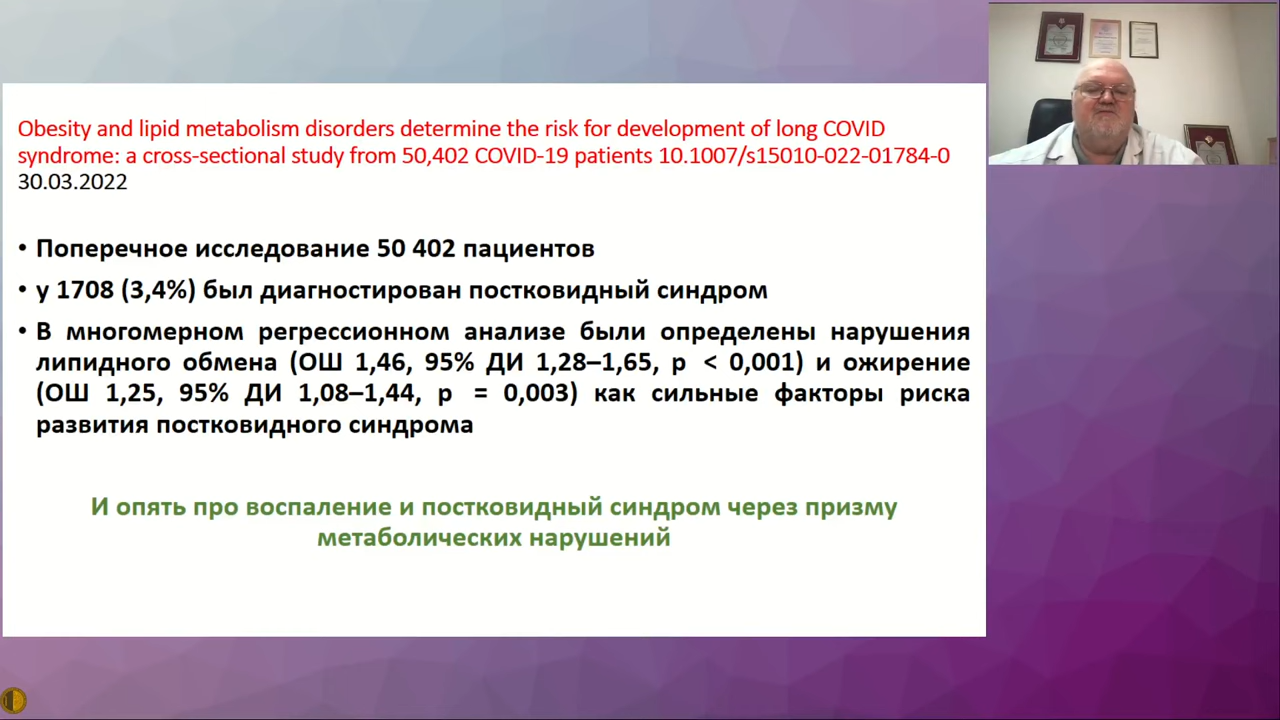 Obesity and lipid metabolism disorders determine the risk for development of long COVID
syndrome: a cross-sectional study from 50,402 COVID-19 patients 10.1007/s15010-022-01784-0
30.03.2022
• Поперечное исследование 50 402 пациентов
• у 1708 (3,4%) был диагностирован постковидный синдром
• В многомерном регрессионном анализе были определены нарушения
липидного обмена (ОШ 1,46, 95% ДИ 1,28–1,65, p < 0,001) и ожирение
(ОШ 1,25, 95% ДИ 1,08–1,44, p = 0,003) как сильные факторы риска
развития постковидного синдрома
И опять про воспаление и постковидный синдром через призму
метаболических нарушений